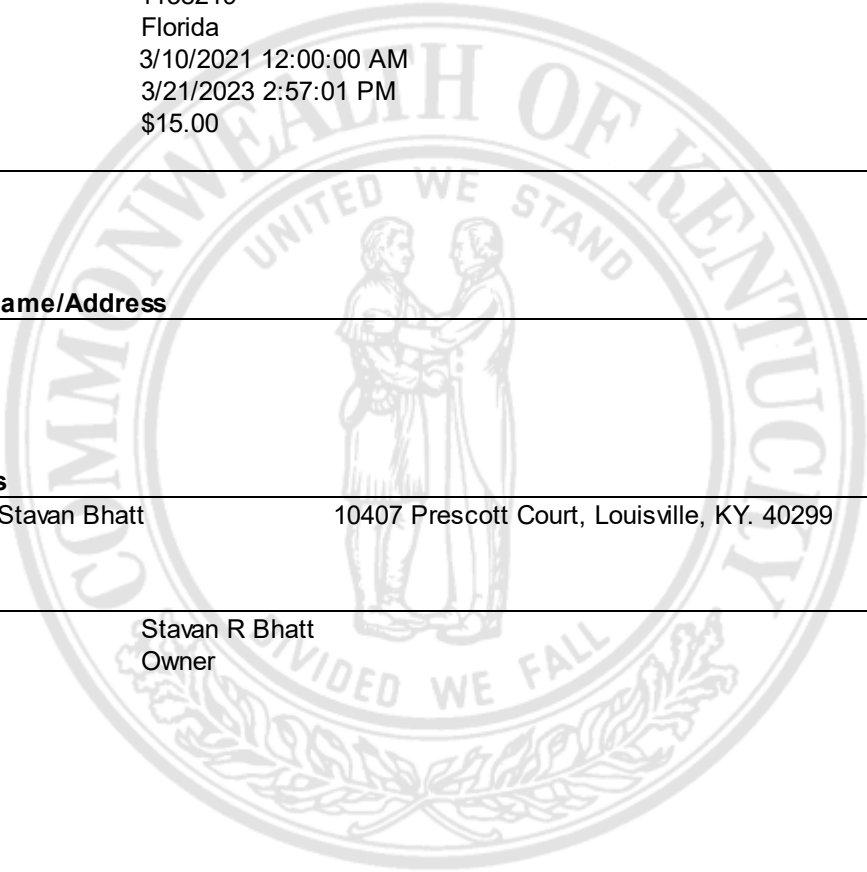 Florida
3/10/2021 12:00:00 AM
3/21/2023 2:57:01 PM
$15.00
COMMONWEALTH OF KENTUCKY
UNITED WE STAND
ame/Address
s
Stavan Bhatt 10407 Prescott Court, Louisville, KY. 40299
Stavan R Bhatt
Owner
DIVIDED WE FALL